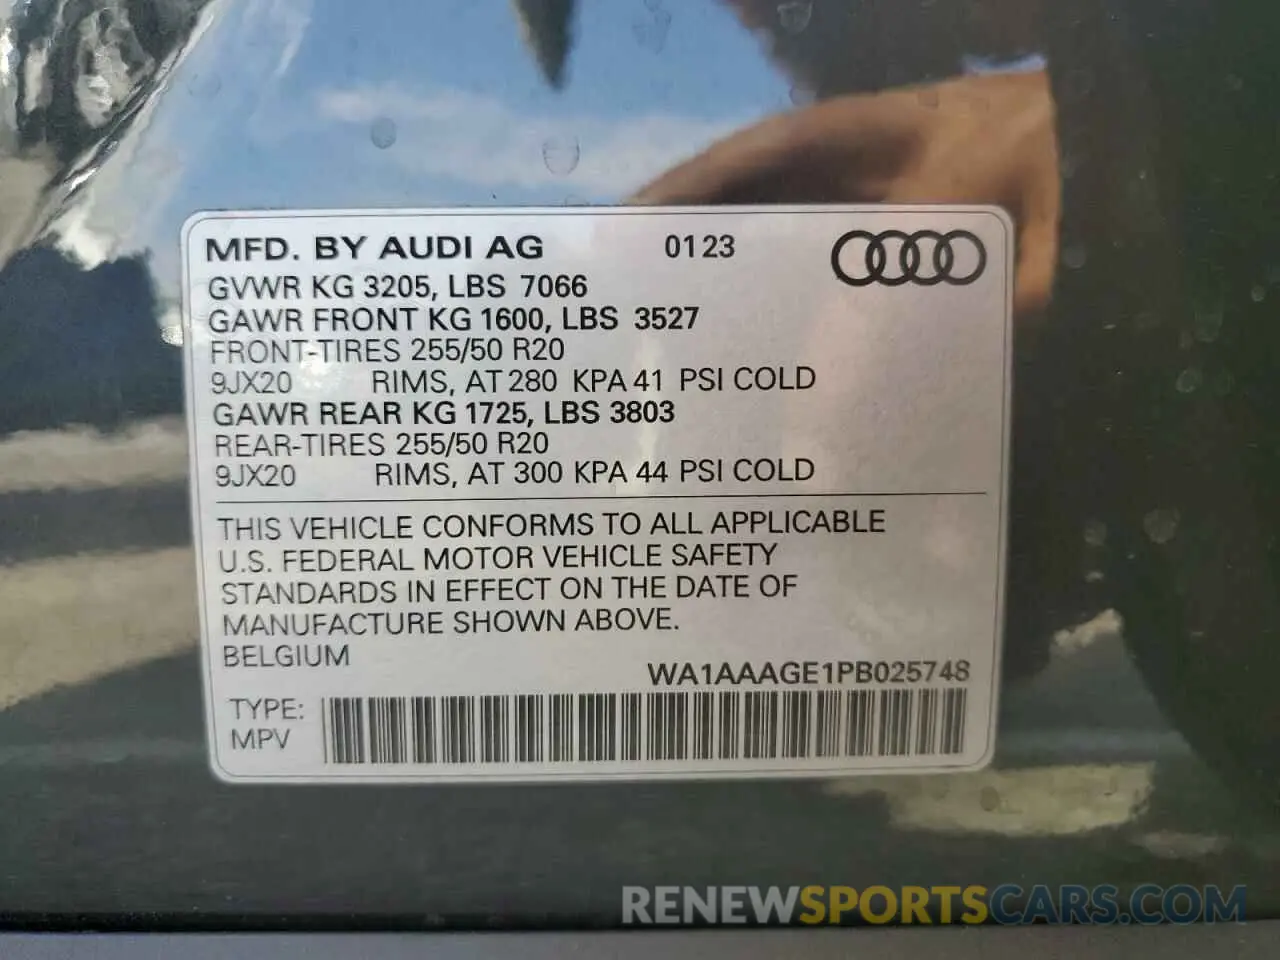 MFD. BY AUDI AG 0123
GVWR KG 3205, LBS 7066
GAWR FRONT KG 1600, LBS 3527
FRONT-TIRES 255/50 R20
9JX20 RIMS, AT 280 KPA 41 PSI COLD
GAWR REAR KG 1725, LBS 3803
REAR-TIRES 255/50 R20
9JX20 RIMS, AT 300 KPA 44 PSI COLD
THIS VEHICLE CONFORMS TO ALL APPLICABLE
U.S. FEDERAL MOTOR VEHICLE SAFETY
STANDARDS IN EFFECT ON THE DATE OF
MANUFACTURE SHOWN ABOVE.
BELGIUM
WA1AAAGE1PB025748
TYPE:
MPV
RENEWSPORTSCARS.COM